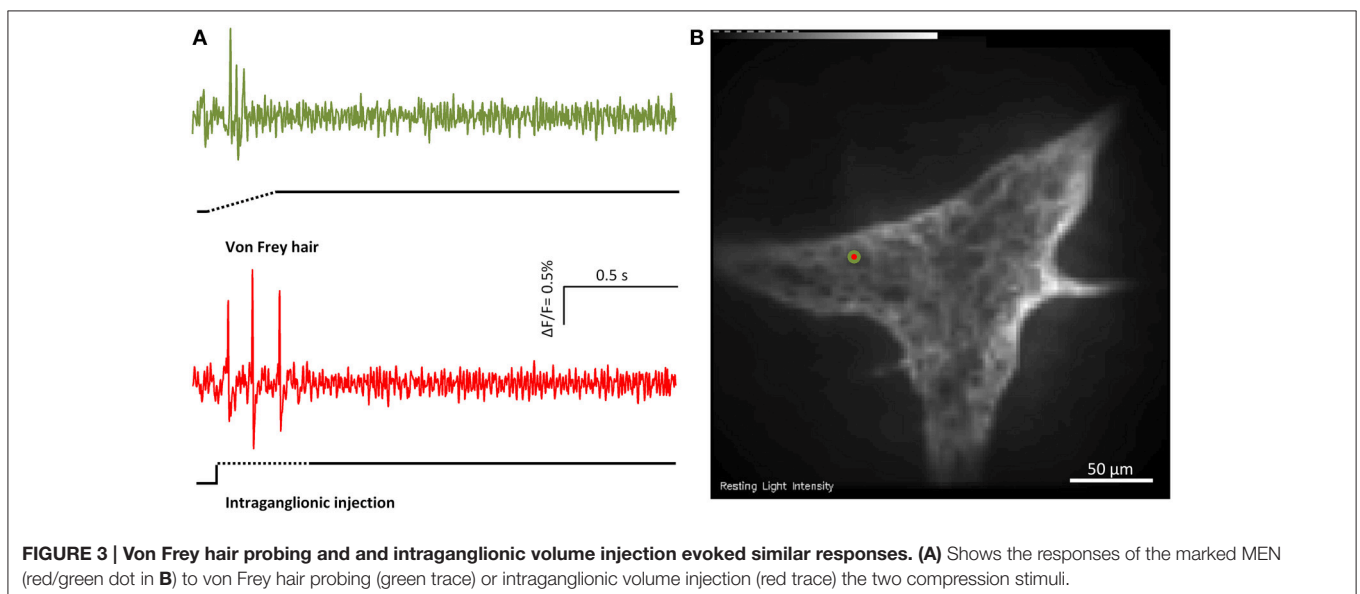 A
B
Von Frey hair
ΔF/F= 0.5%
0.5 s
Intraganglionic injection
Resting Light Intensity
50 μm
FIGURE 3 | Von Frey hair probing and and intraganglionic volume injection evoked similar responses. (A) Shows the responses of the marked MEN
(red/green dot in B) to von Frey hair probing (green trace) or intraganglionic volume injection (red trace) the two compression stimuli.